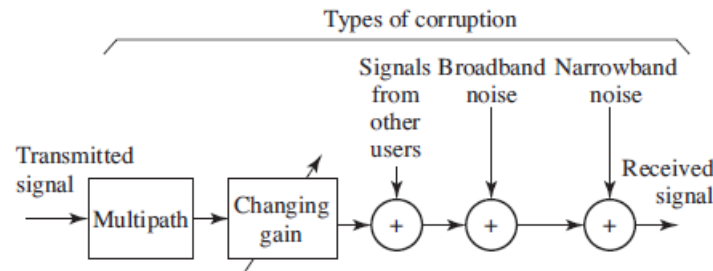 Types of corruption
Signals
from
other
users
Broadband
noise
Narrowband
noise
Transmitted
signal
Multipath
Changing
gain
+
+
+
Received
signal